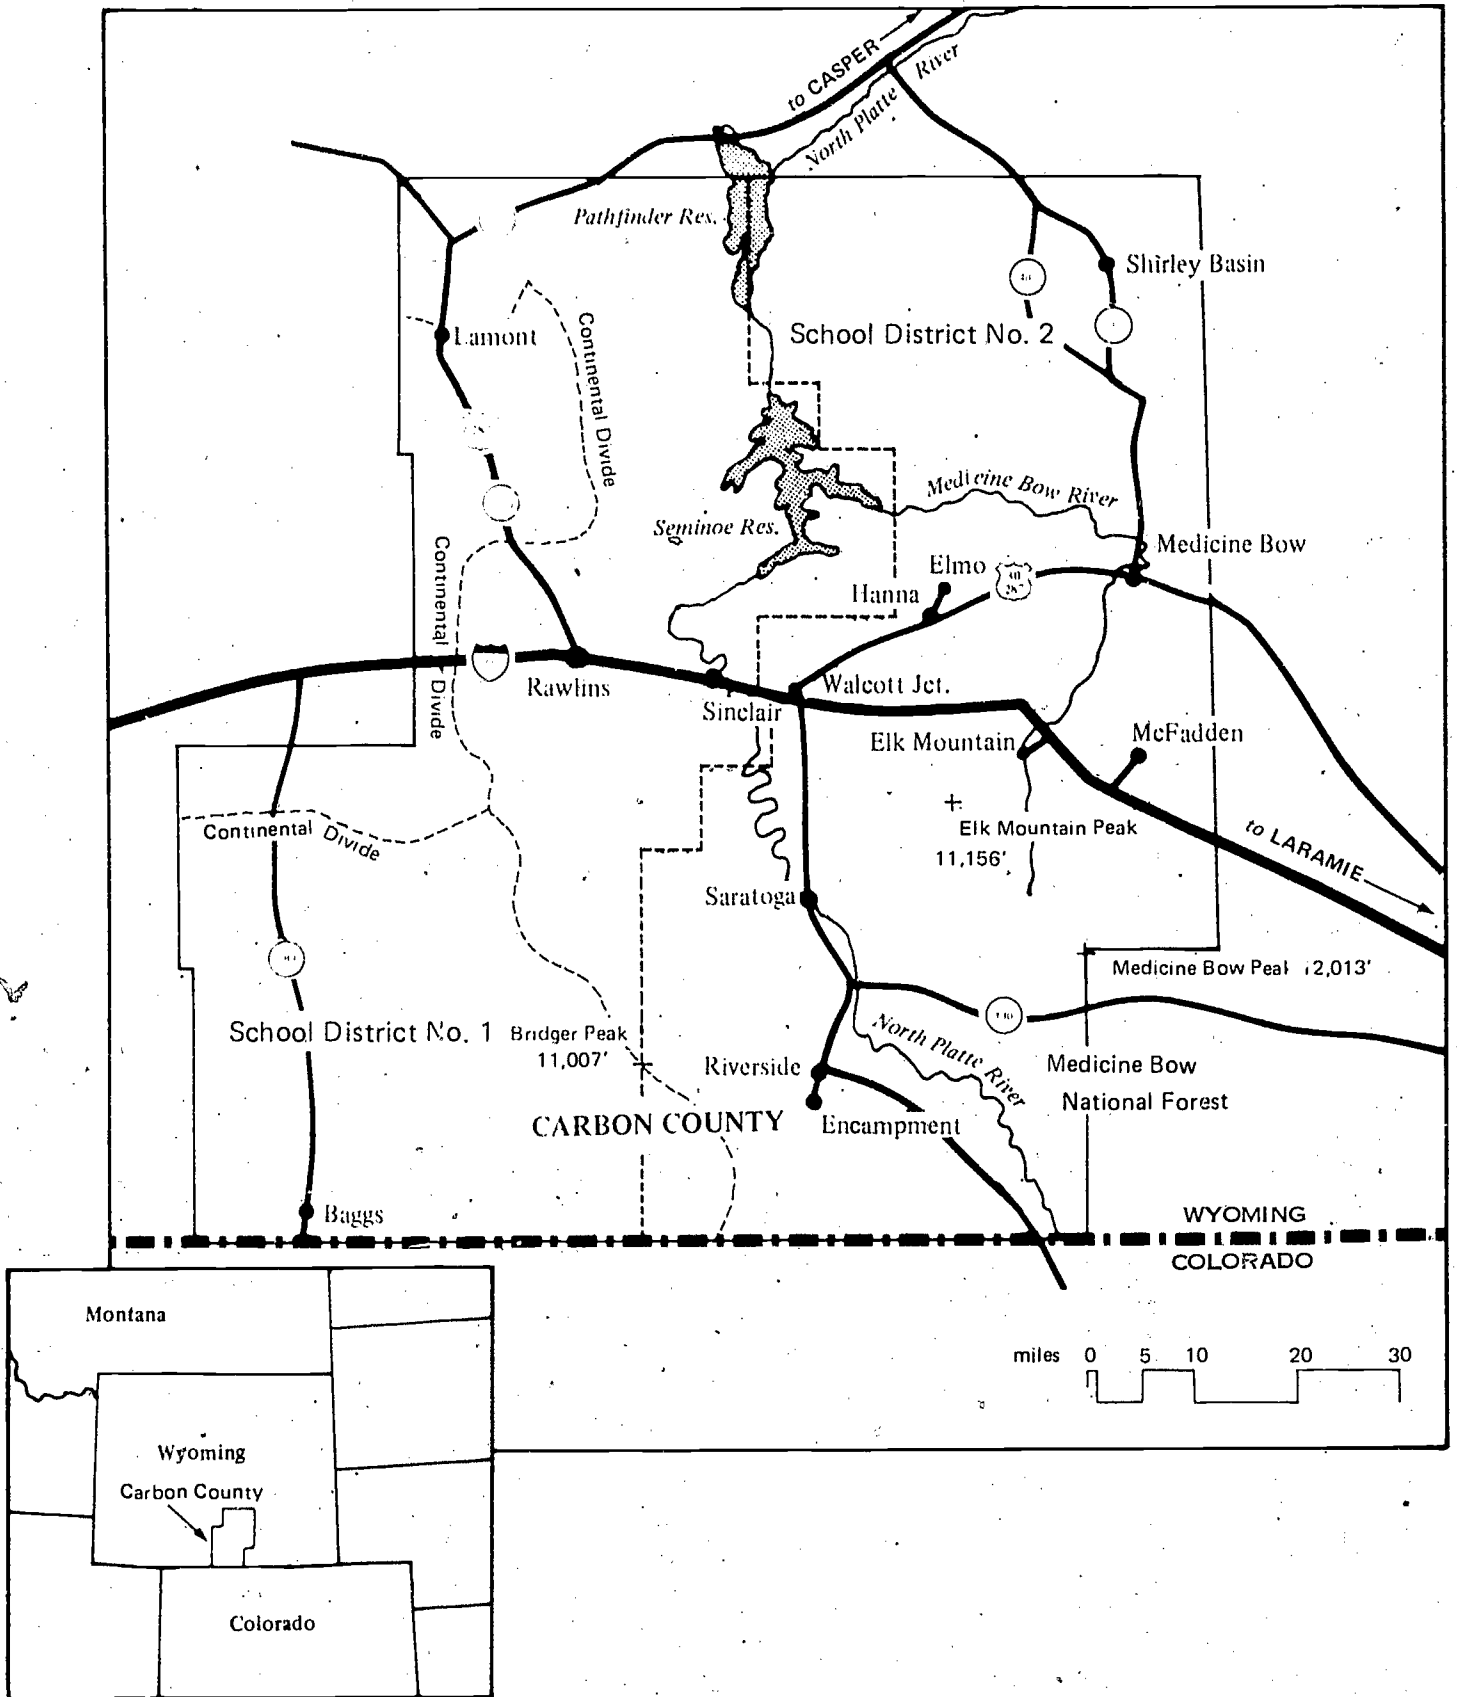 to CASPER
North Platte River
Pathfinder Res.
Shirley Basin
School District No. 2
Lamont
Continental Divide
Medicine Bow River
Seminoe Res.
Medicine Bow
Elmo
Hanna
287
Continental Divide
Rawlins
Walcott Jct.
Sinclair
Elk Mountain
McFadden
Continental Divide
Elk Mountain Peak
11,156'
to LARAMIE
Saratoga
Medicine Bow Peak 12,013'
School District No. 1
Bridger Peak
11,007'
North Platte River
Riverside
Medicine Bow
National Forest
CARBON COUNTY
Encampment
Baggs
WYOMING
COLORADO
Montana
miles 0 5 10 20 30
Wyoming
Carbon County
Colorado